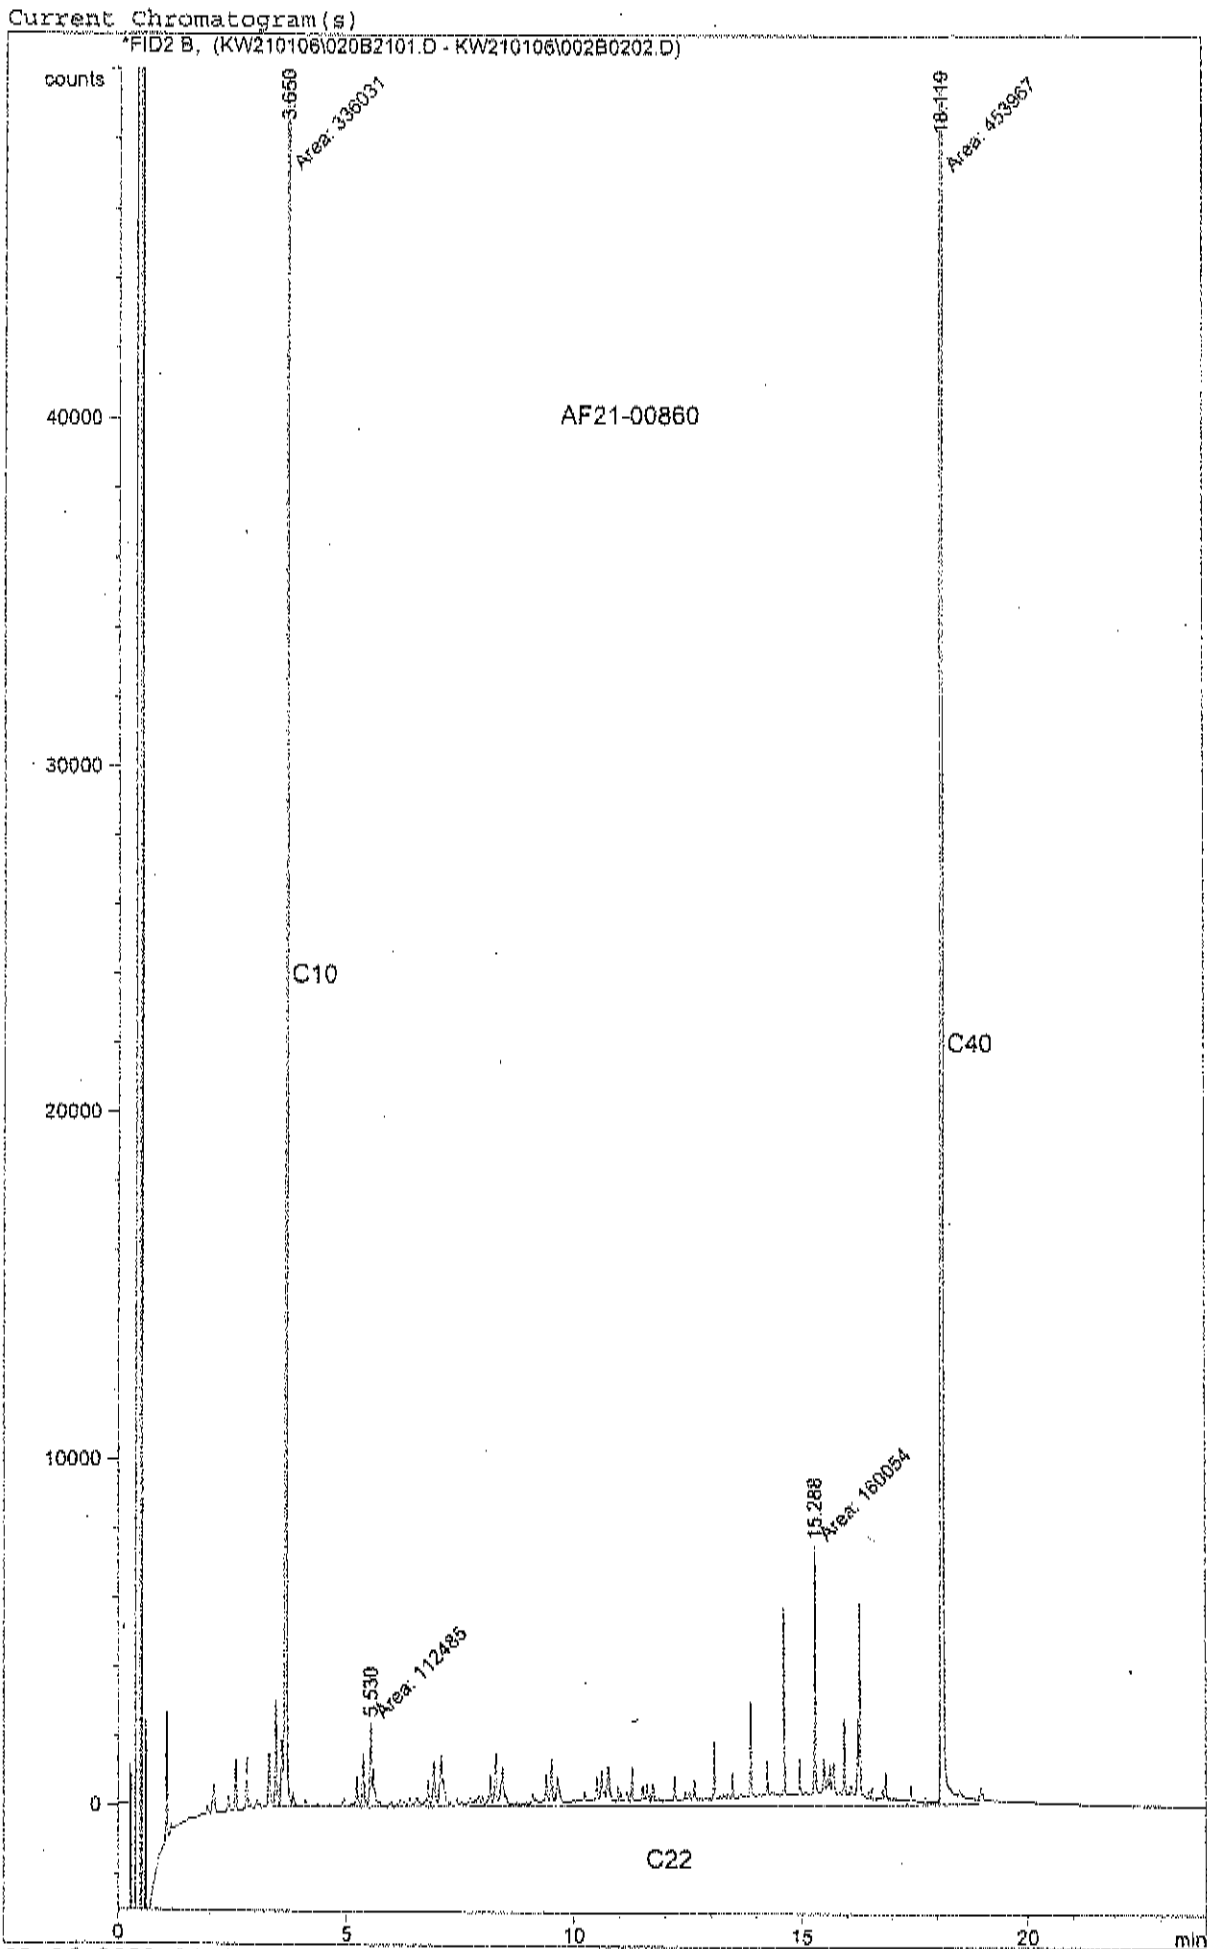 Current Chromatogram(s)
*FID2 B, (KW210106\020B2101.D - KW210106\002B0202.D)
counts
3.650
Area: 336031
18.119
Area: 453967
40000
AF21-00860
30000
C10
C40
20000
10000
15.288
Area: 160054
5.530
Area: 112485
0
C22
0 5 10 15 20 min